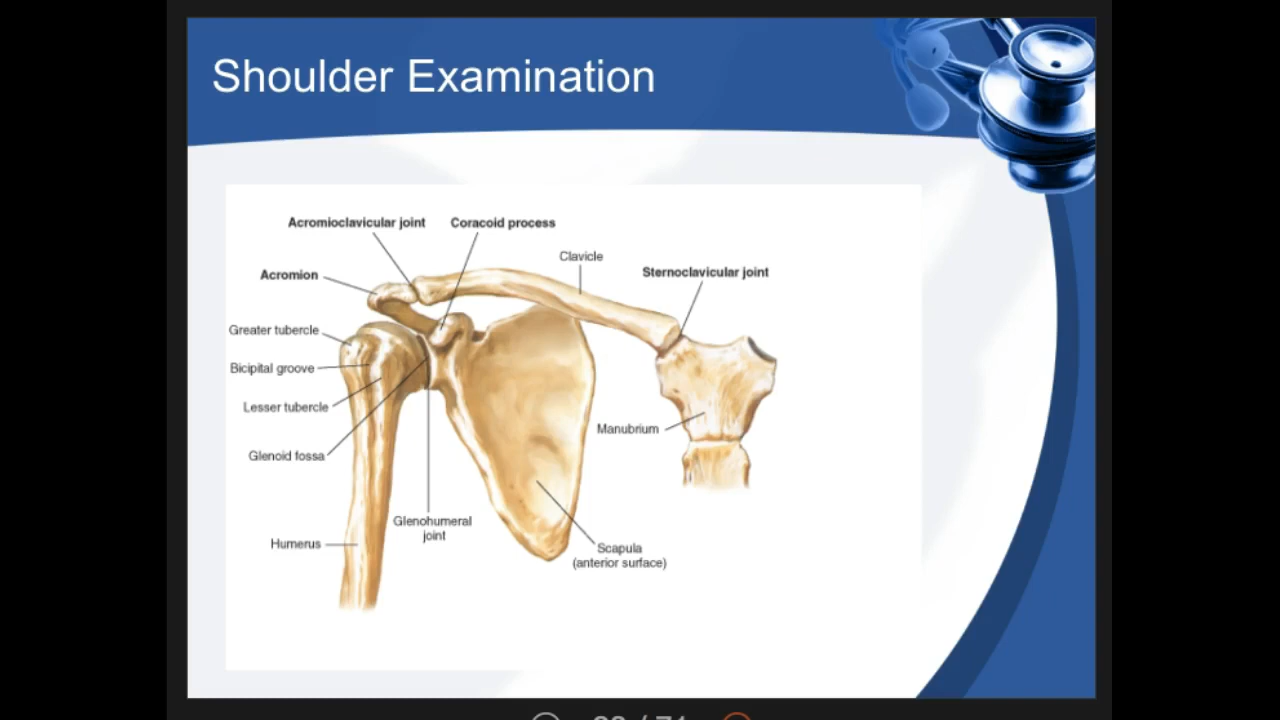 Shoulder Examination
Acromioclavicular joint
Coracoid process
Clavicle
Acromion
Sternoclavicular joint
Greater tubercle
Bicipital groove
Lesser tubercle
Manubrium
Glenoid fossa
Glenohumeral
joint
Humerus
Scapula
(anterior surface)